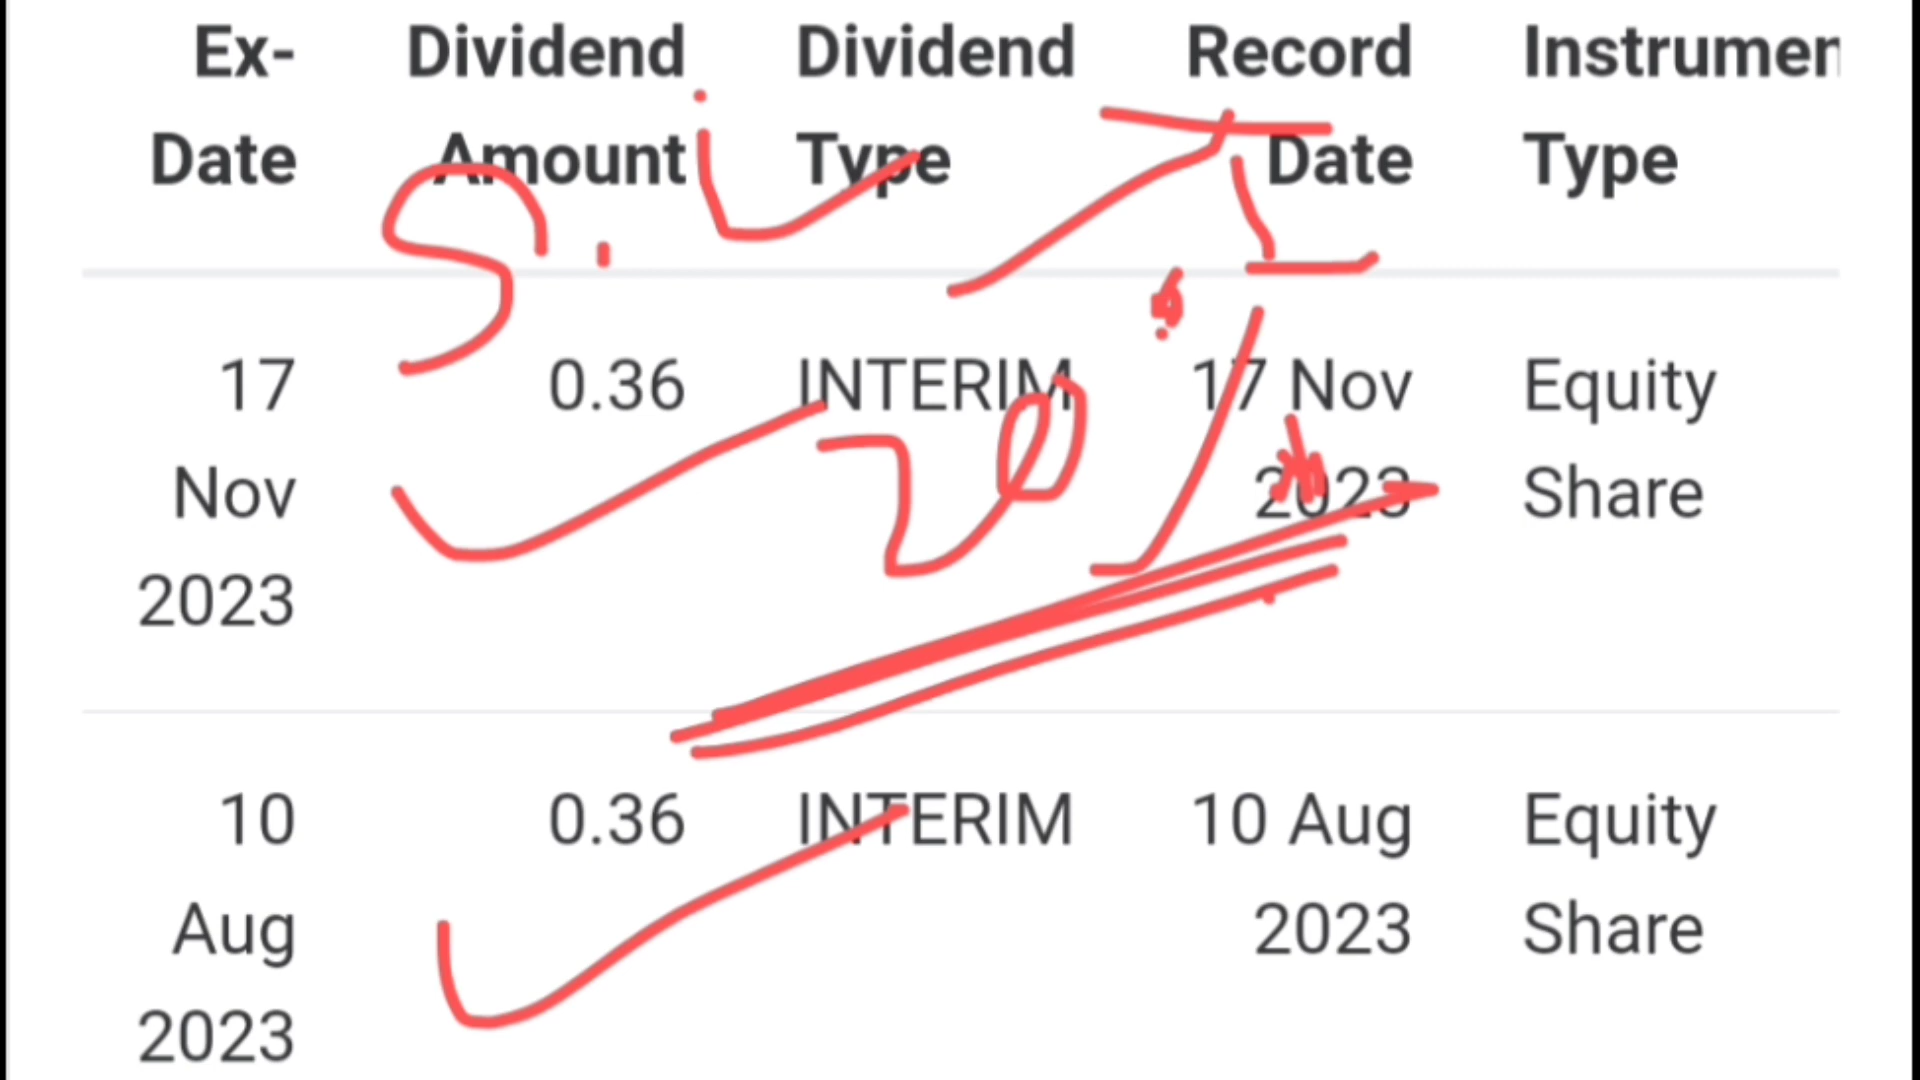 Ex- Dividend Dividend Record Instrumen
Date Amount Type Date Type
17 0.36 INTERIM 17 Nov Equity
Nov 2023 Share
2023
10 0.36 INTERIM 10 Aug Equity
Aug 2023 Share
2023